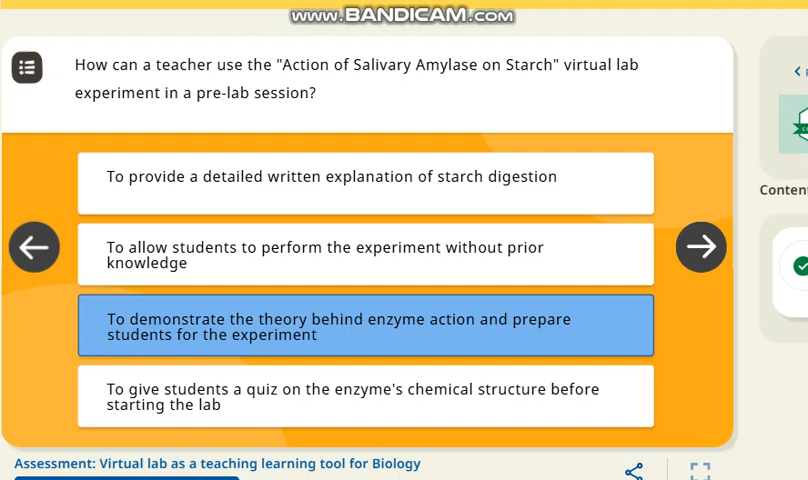 www.BANDICAM.com
How can a teacher use the "Action of Salivary Amylase on Starch" virtual lab
experiment in a pre-lab session?
To provide a detailed written explanation of starch digestion
To allow students to perform the experiment without prior
knowledge
To demonstrate the theory behind enzyme action and prepare
students for the experiment
To give students a quiz on the enzyme's chemical structure before
starting the lab
Assessment: Virtual lab as a teaching learning tool for Biology